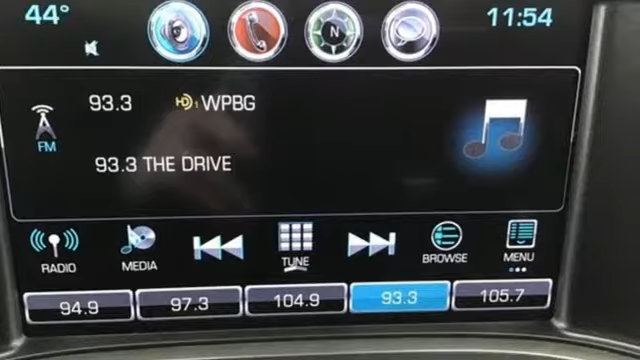 44° 11:54
N
93.3 HD1 WPBG
FM
93.3 THE DRIVE
RADIO MEDIA TUNE BROWSE MENU
94.9 97.3 104.9 93.3 105.7